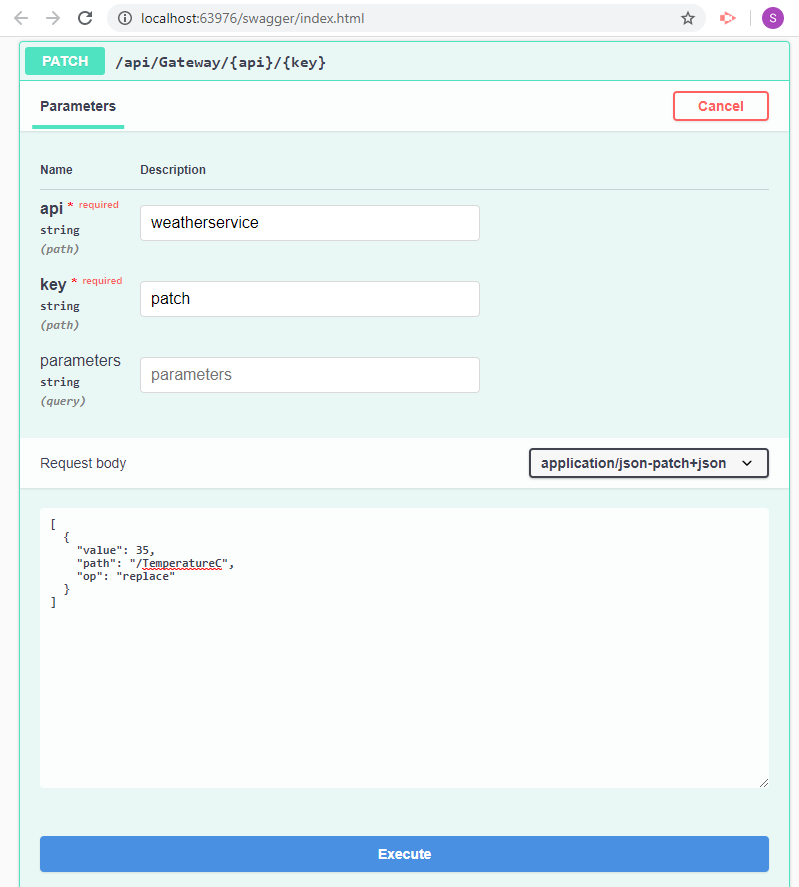 localhost:63976/swagger/index.html
S
PATCH /api/Gateway/{api}/{key}
Parameters Cancel
Name Description
api * required
string
(path)
weatherservice
key * required
string
(path)
patch
parameters
string
(query)
parameters
Request body application/json-patch+json
[
{
"value": 35,
"path": "/TemperatureC",
"op": "replace"
}
]
Execute